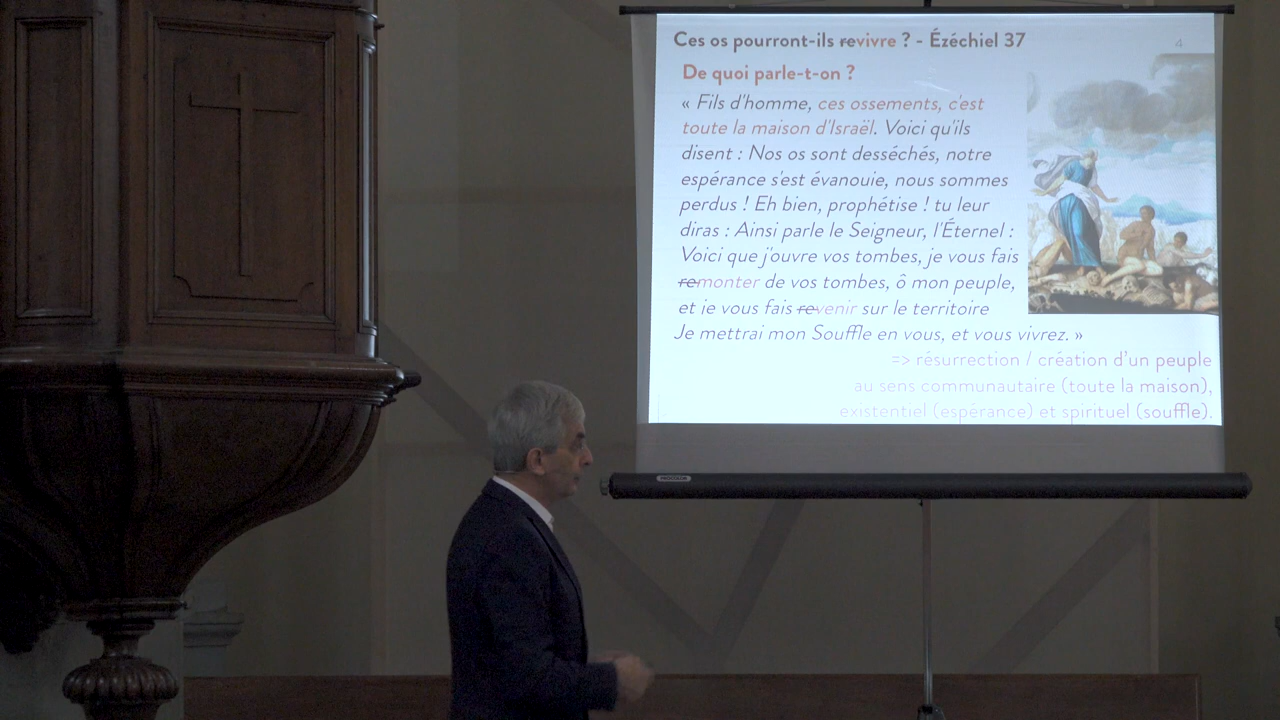 Ces os pourront-ils revivre ? - Ézéchiel 37
4
De quoi parle-t-on ?
« Fils d'homme, ces ossements, c'est
toute la maison d'Israël. Voici qu'ils
disent : Nos os sont desséchés, notre
espérance s'est évanouie, nous sommes
perdus ! Eh bien, prophétise ! tu leur
diras : Ainsi parle le Seigneur, l'Éternel :
Voici que j'ouvre vos tombes, je vous fais
remonter de vos tombes, ô mon peuple,
et je vous fais revenir sur le territoire
Je mettrai mon Souffle en vous, et vous vivrez. »
=> résurrection / création d'un peuple
au sens communautaire (toute la maison),
existentiel (espérance) et spirituel (souffle).
PROCOLOR